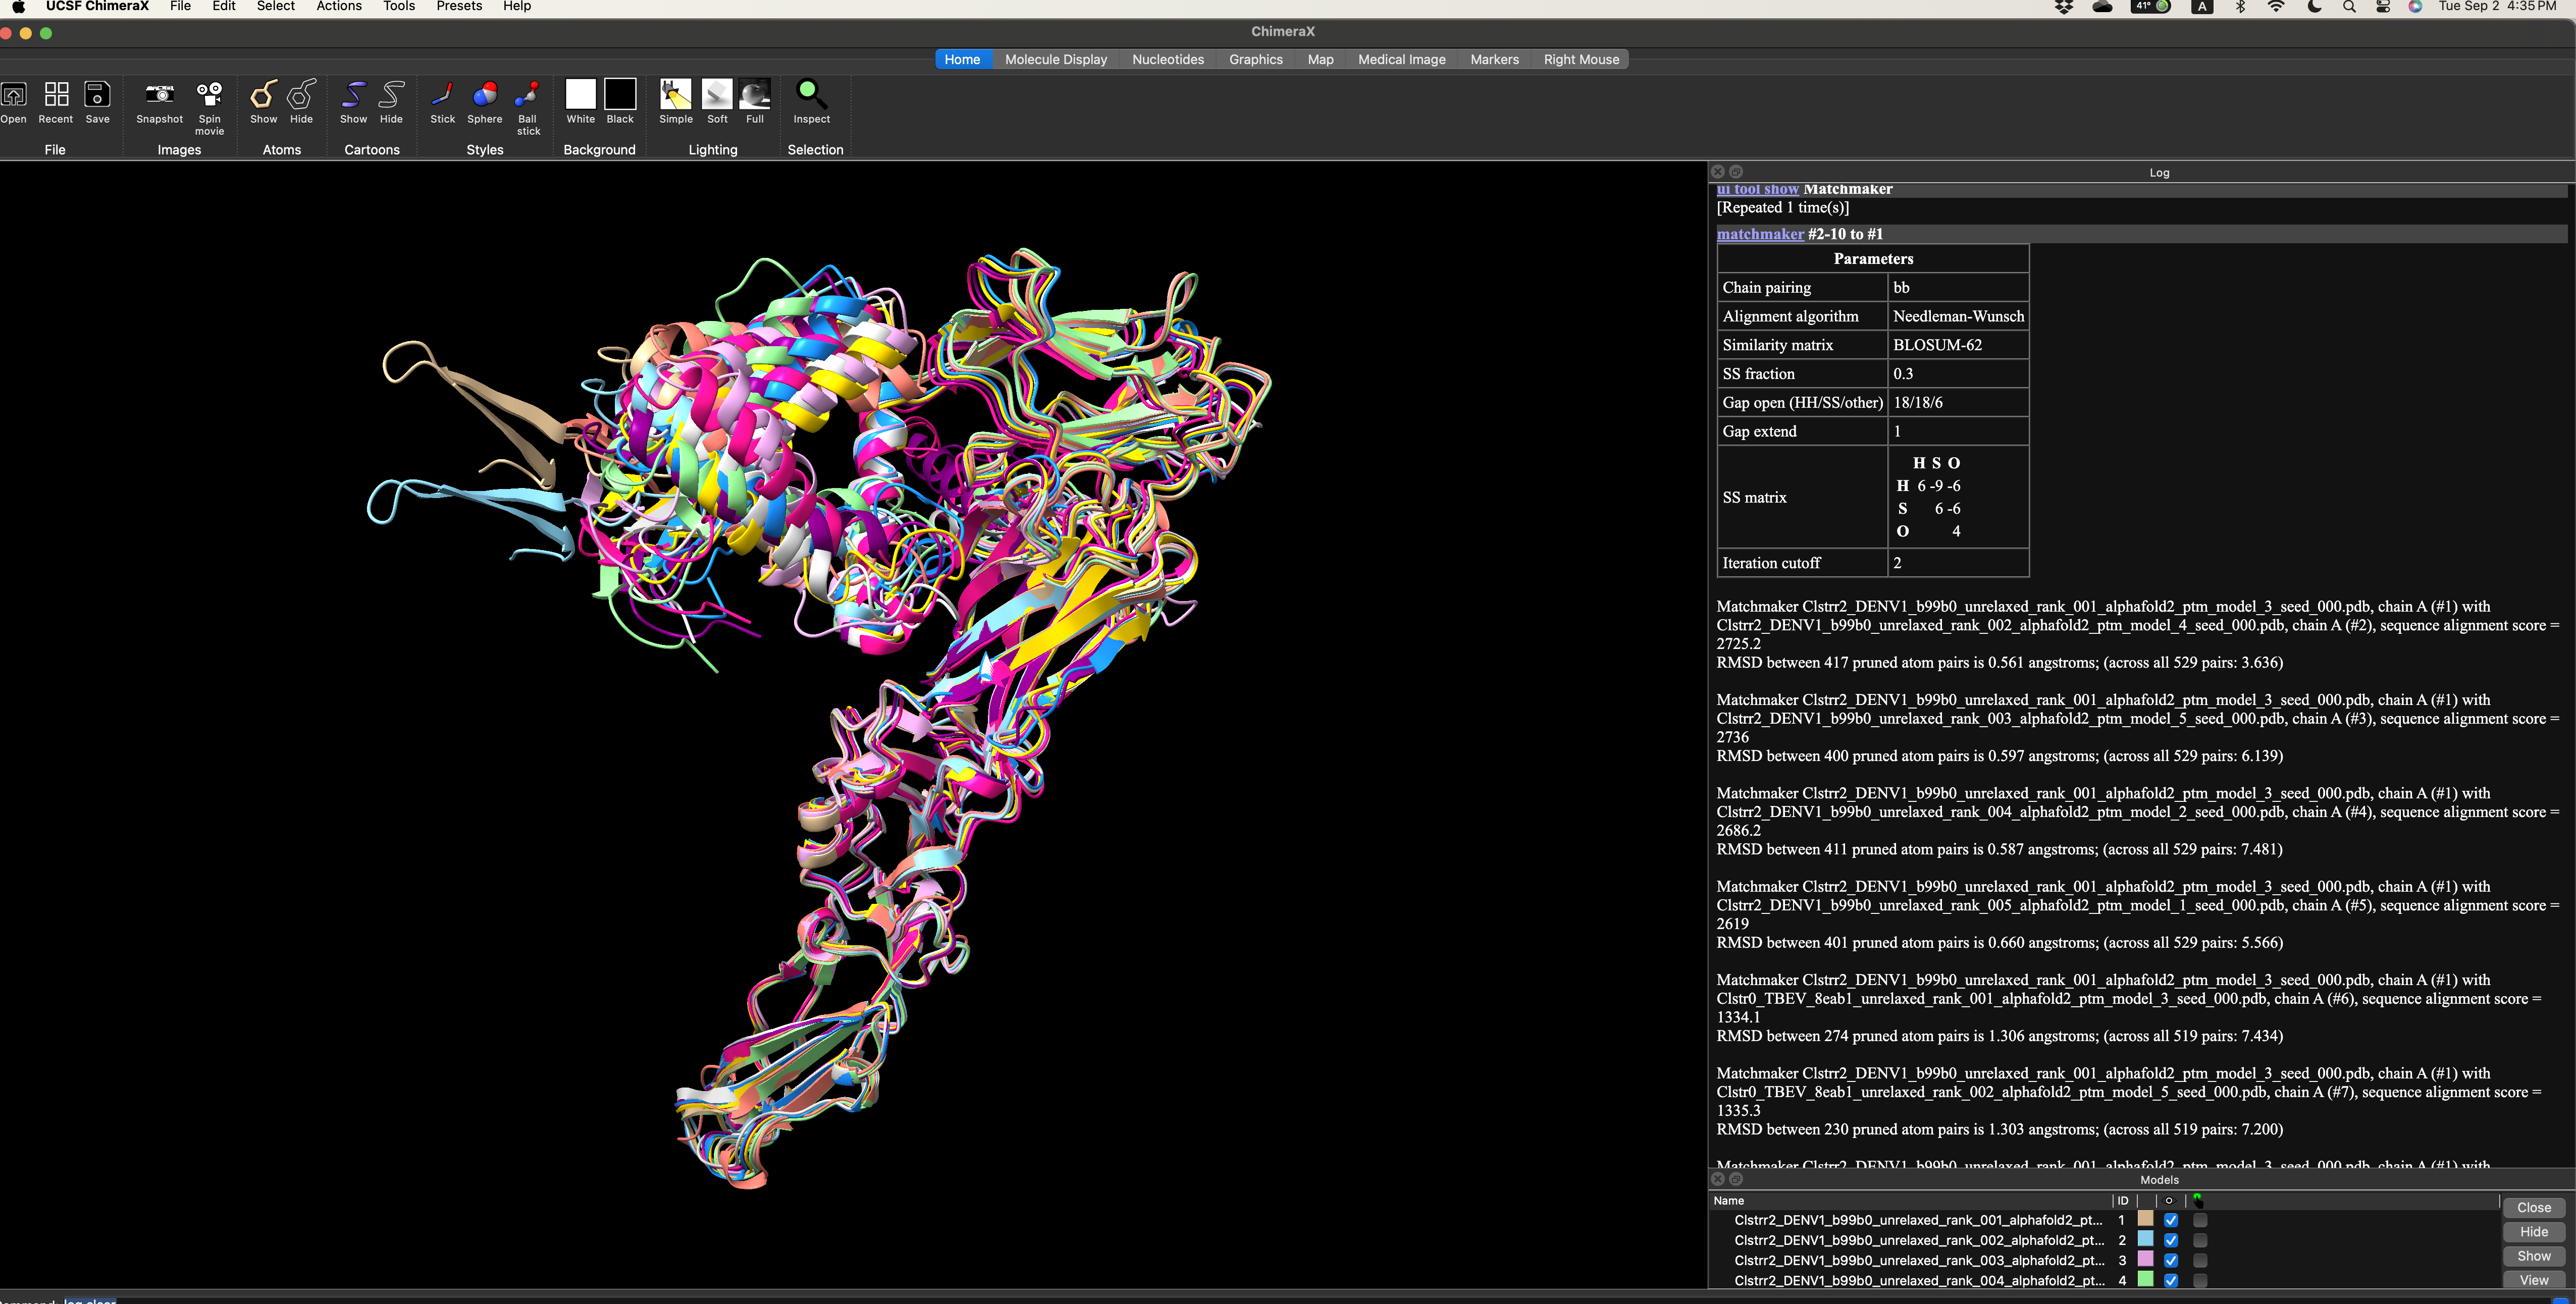 UCSF ChimeraX File Edit Select Actions Tools Presets Help
41° A Tue Sep 2 4:35 PM
ChimeraX
Home Molecule Display Nucleotides Graphics Map Medical Image Markers Right Mouse
Open Recent Save Snapshot Spin movie Show Hide Show Hide Stick Sphere Ball stick White Black Simple Soft Full Inspect
File Images Atoms Cartoons Styles Background Lighting Selection
Log
ui tool show Matchmaker
[Repeated 1 time(s)]
matchmaker #2-10 to #1
Parameters
Chain pairing bb
Alignment algorithm Needleman-Wunsch
Similarity matrix BLOSUM-62
SS fraction 0.3
Gap open (HH/SS/other) 18/18/6
Gap extend 1
SS matrix
H S O
H 6 -9 -6
S 6 -6
O 4
Iteration cutoff 2
Matchmaker Clstrr2_DENV1_b99b0_unrelaxed_rank_001_alphafold2_ptm_model_3_seed_000.pdb, chain A (#1) with
Clstrr2_DENV1_b99b0_unrelaxed_rank_002_alphafold2_ptm_model_4_seed_000.pdb, chain A (#2), sequence alignment score =
2725.2
RMSD between 417 pruned atom pairs is 0.561 angstroms; (across all 529 pairs: 3.636)
Matchmaker Clstrr2_DENV1_b99b0_unrelaxed_rank_001_alphafold2_ptm_model_3_seed_000.pdb, chain A (#1) with
Clstrr2_DENV1_b99b0_unrelaxed_rank_003_alphafold2_ptm_model_5_seed_000.pdb, chain A (#3), sequence alignment score =
2736
RMSD between 400 pruned atom pairs is 0.597 angstroms; (across all 529 pairs: 6.139)
Matchmaker Clstrr2_DENV1_b99b0_unrelaxed_rank_001_alphafold2_ptm_model_3_seed_000.pdb, chain A (#1) with
Clstrr2_DENV1_b99b0_unrelaxed_rank_004_alphafold2_ptm_model_2_seed_000.pdb, chain A (#4), sequence alignment score =
2686.2
RMSD between 411 pruned atom pairs is 0.587 angstroms; (across all 529 pairs: 7.481)
Matchmaker Clstrr2_DENV1_b99b0_unrelaxed_rank_001_alphafold2_ptm_model_3_seed_000.pdb, chain A (#1) with
Clstrr2_DENV1_b99b0_unrelaxed_rank_005_alphafold2_ptm_model_1_seed_000.pdb, chain A (#5), sequence alignment score =
2619
RMSD between 401 pruned atom pairs is 0.660 angstroms; (across all 529 pairs: 5.566)
Matchmaker Clstrr2_DENV1_b99b0_unrelaxed_rank_001_alphafold2_ptm_model_3_seed_000.pdb, chain A (#1) with
Clstr0_TBEV_8eab1_unrelaxed_rank_001_alphafold2_ptm_model_3_seed_000.pdb, chain A (#6), sequence alignment score =
1334.1
RMSD between 274 pruned atom pairs is 1.306 angstroms; (across all 519 pairs: 7.434)
Matchmaker Clstrr2_DENV1_b99b0_unrelaxed_rank_001_alphafold2_ptm_model_3_seed_000.pdb, chain A (#1) with
Clstr0_TBEV_8eab1_unrelaxed_rank_002_alphafold2_ptm_model_5_seed_000.pdb, chain A (#7), sequence alignment score =
1335.3
RMSD between 230 pruned atom pairs is 1.303 angstroms; (across all 519 pairs: 7.200)
Matchmaker Clstrr2_DENV1_b99b0_unrelaxed_rank_001_alphafold2_ptm_model_3_seed_000.pdb, chain A (#1) with
Models
Name ID
Clstrr2_DENV1_b99b0_unrelaxed_rank_001_alphafold2_pt... 1
Clstrr2_DENV1_b99b0_unrelaxed_rank_002_alphafold2_pt... 2
Clstrr2_DENV1_b99b0_unrelaxed_rank_003_alphafold2_pt... 3
Clstrr2_DENV1_b99b0_unrelaxed_rank_004_alphafold2_pt... 4
Close
Hide
Show
View
log clear